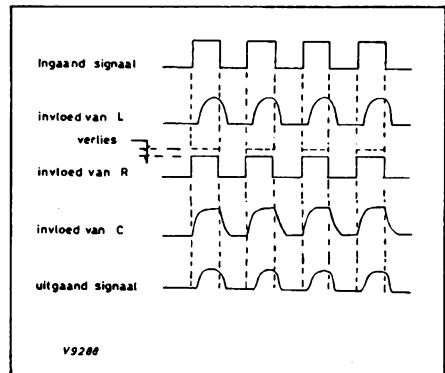 Ingaand signaal
invloed van L
verlies
invloed van R
invloed van C
uitgaand signaal
V9288